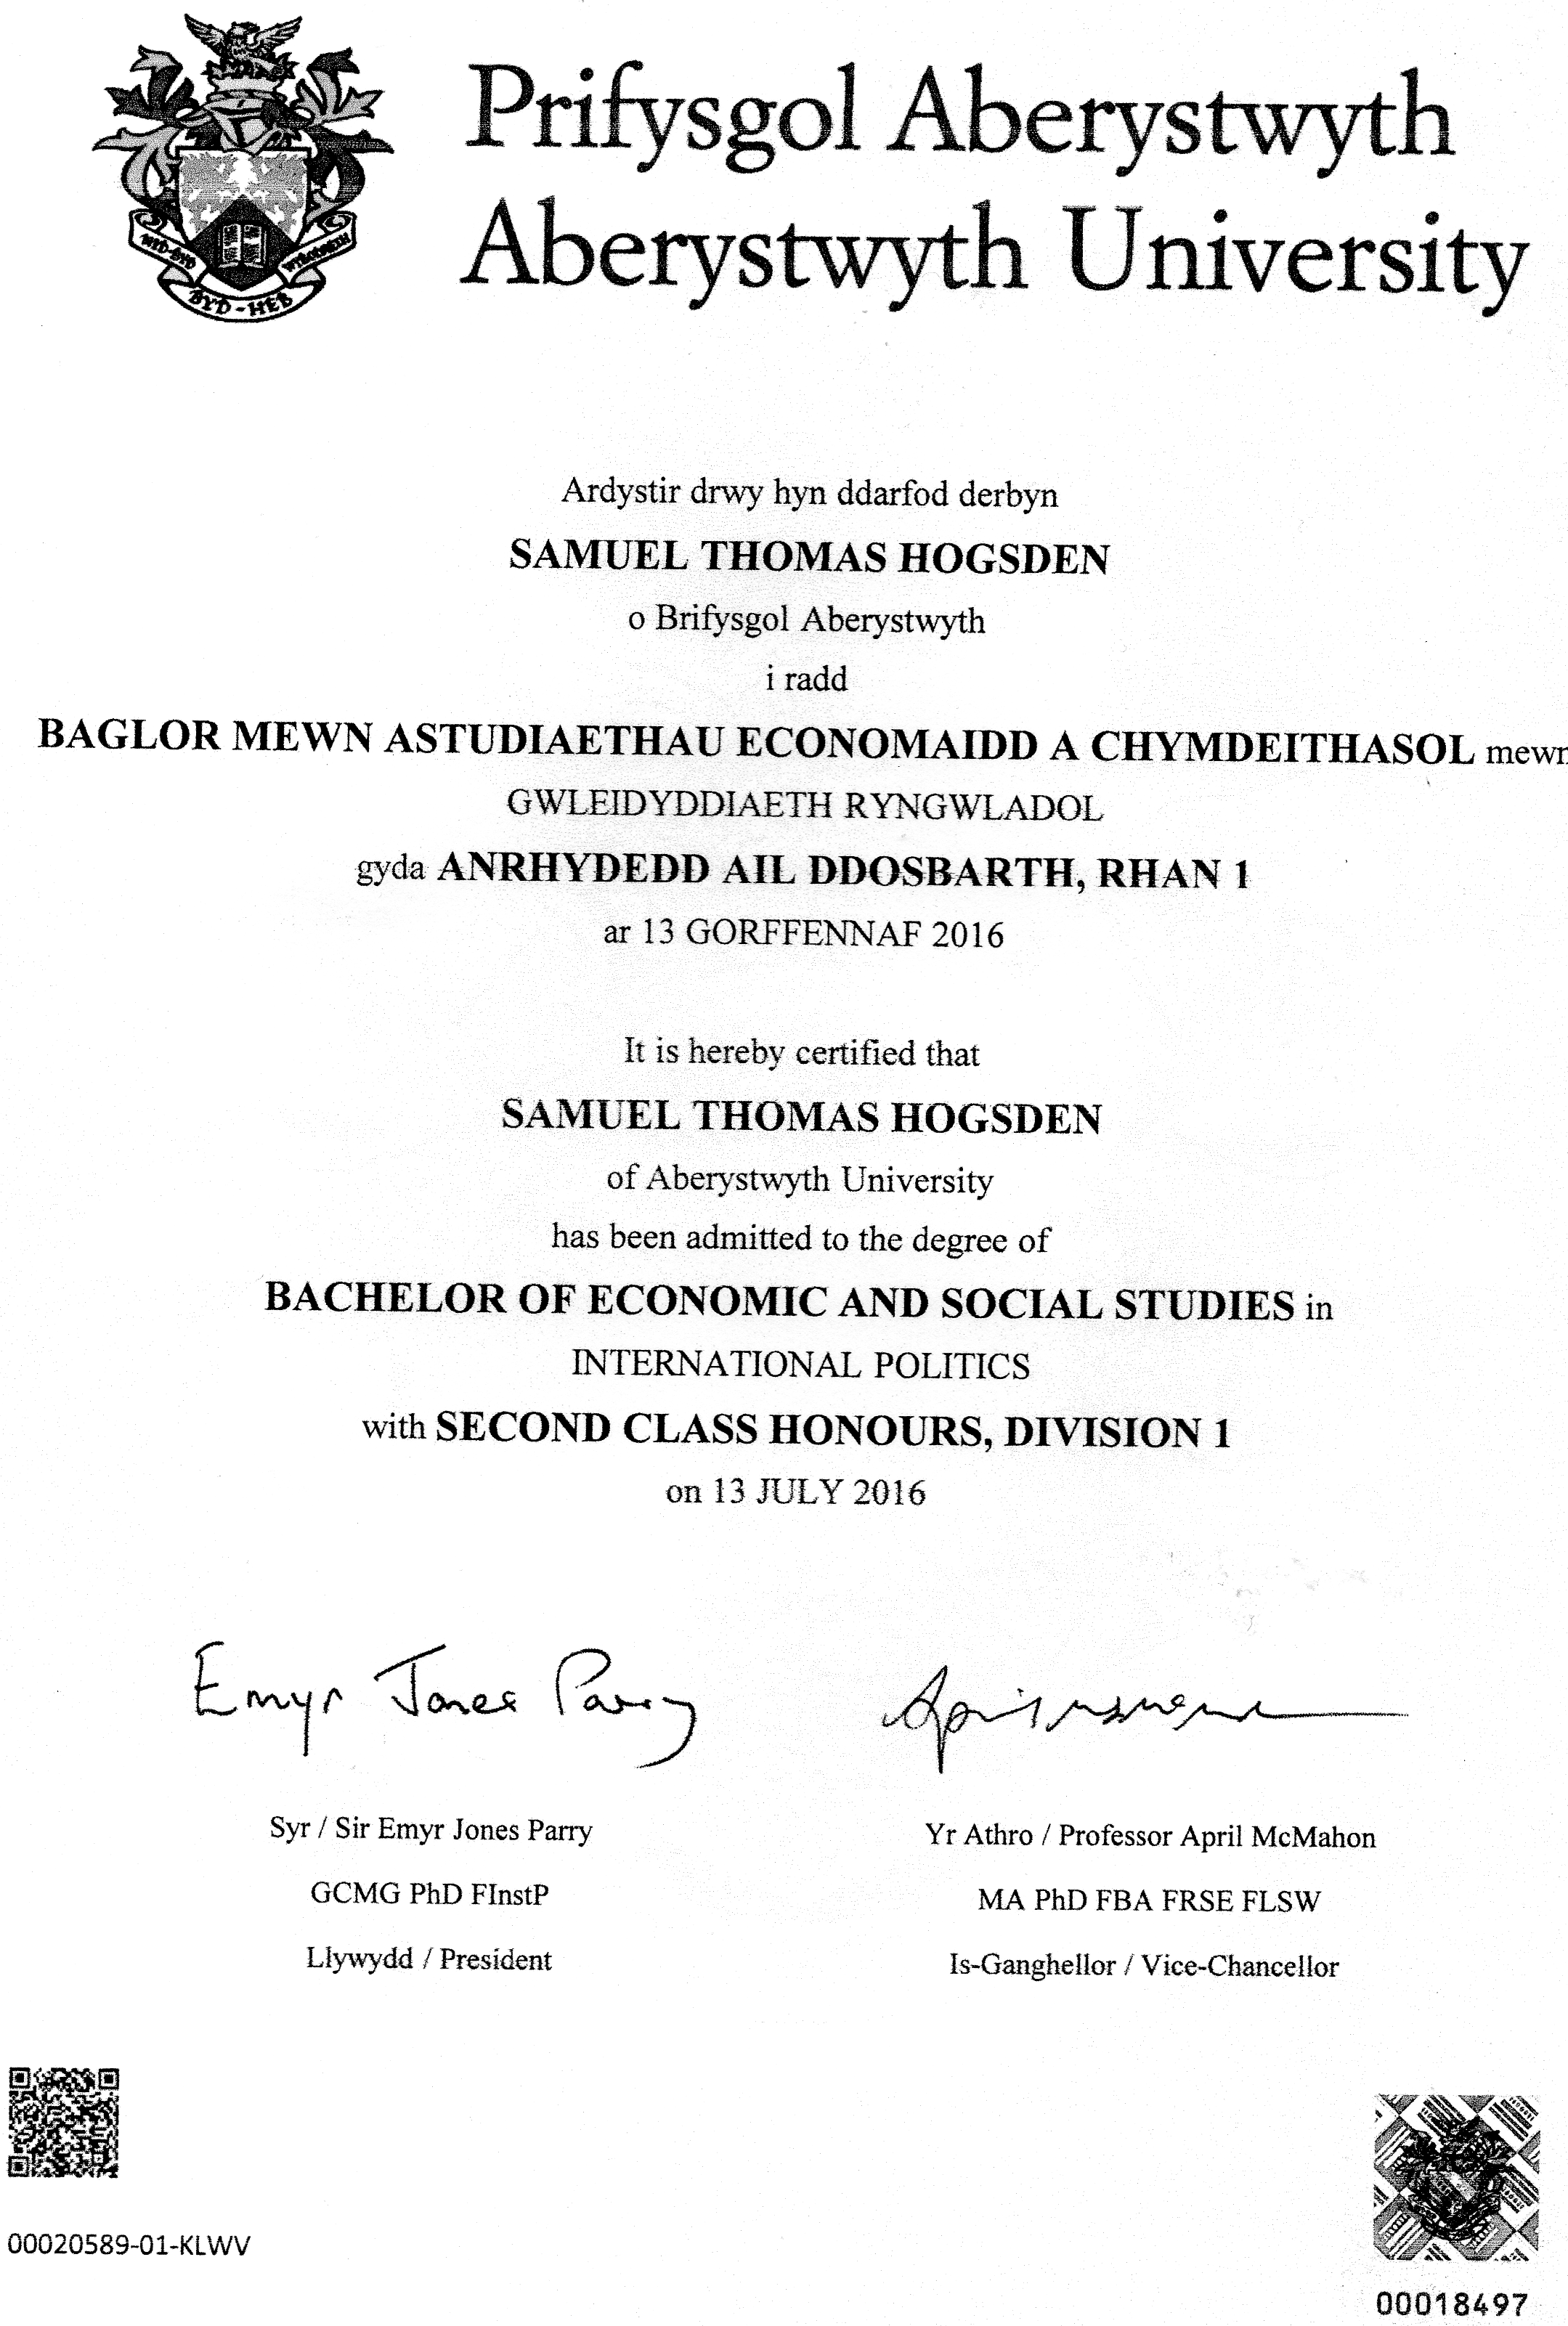 Prifysgol Aberystwyth
Aberystwyth University
BYD-HEB
Ardystir drwy hyn ddarfod derbyn
SAMUEL THOMAS HOGSDEN
o Brifysgol Aberystwyth
i radd
BAGLOR MEWN ASTUDIAETHAU ECONOMAIDD A CHYMDEITHASOL mewn
GWLEIDYDDIAETH RYNGWLADOL
gyda ANRHYDEDD AIL DDOSBARTH, RHAN 1
ar 13 GORFFENNAF 2016
It is hereby certified that
SAMUEL THOMAS HOGSDEN
of Aberystwyth University
has been admitted to the degree of
BACHELOR OF ECONOMIC AND SOCIAL STUDIES in
INTERNATIONAL POLITICS
with SECOND CLASS HONOURS, DIVISION 1
on 13 JULY 2016
Emyr Jones Parry
Syr / Sir Emyr Jones Parry
GCMG PhD FInstP
Llywydd / President
Yr Athro / Professor April McMahon
MA PhD FBA FRSE FLSW
Is-Ganghellor / Vice-Chancellor
00020589-01-KLWV
00018497